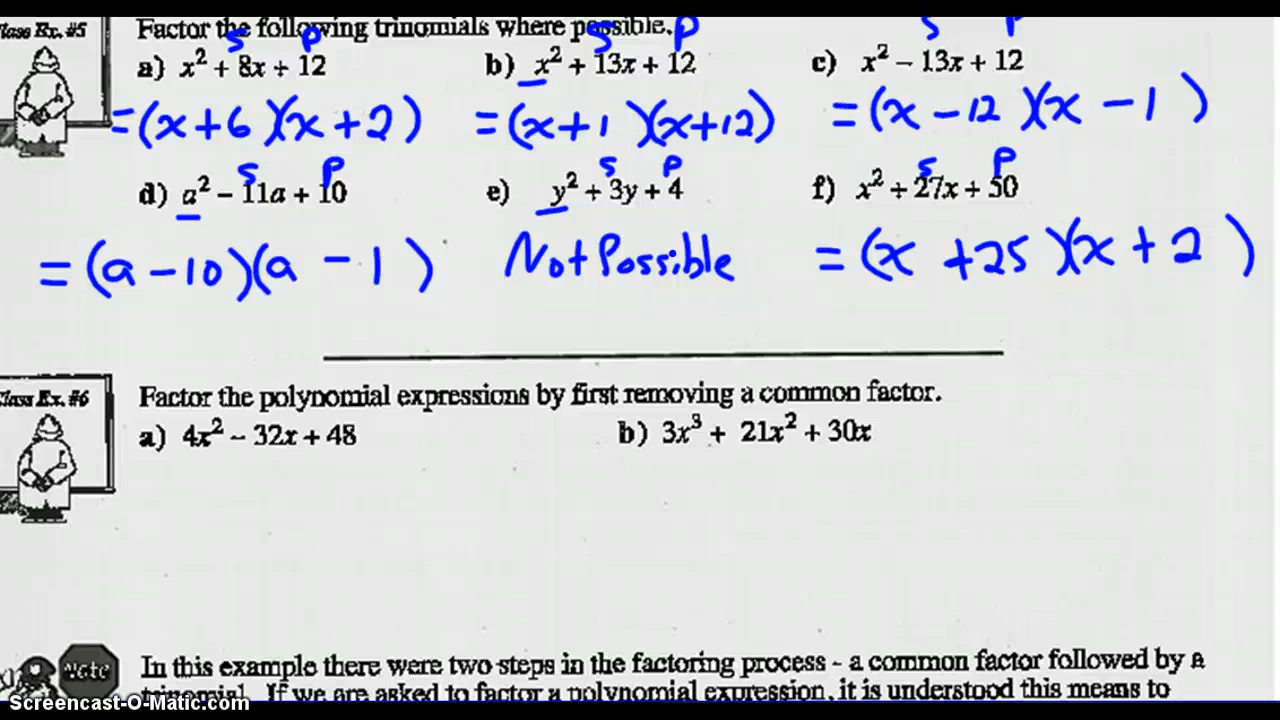 Class Ex. #5
Factor the following trinomials where possible.
s p s p s p
a) x² + 8x + 12 b) x² + 13x + 12 c) x² − 13x + 12
= (x + 6)(x + 2) = (x + 1)(x + 12) = (x − 12)(x − 1)
s p s p s p
d) a² − 11a + 10 e) y² + 3y + 4 f) x² + 27x + 50
= (a − 10)(a − 1) Not Possible = (x + 25)(x + 2)
Class Ex. #6
Factor the polynomial expressions by first removing a common factor.
a) 4x² − 32x + 48 b) 3x³ + 21x² + 30x
Note
In this example there were two steps in the factoring process - a common factor followed by a
trinomial. If we are asked to factor a polynomial expression, it is understood this means to
Screencast-O-Matic.com